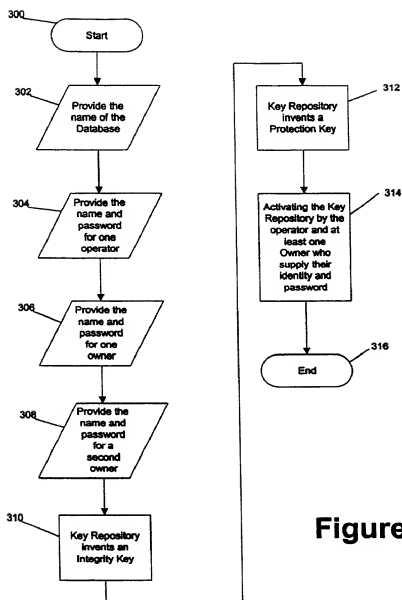 300
Start
302
Provide the
name of the
Database
304
Provide the
name and
password
for one
operator
306
Provide the
name and
password
for one
owner
308
Provide the
name and
password
for a
second
owner
310
Key Repository
invents an
Integrity Key
312
Key Repository
invents a
Protection Key
314
Activating the Key
Repository by the
operator and at
least one
Owner who
supply their
identity and
password
316
End
Figure